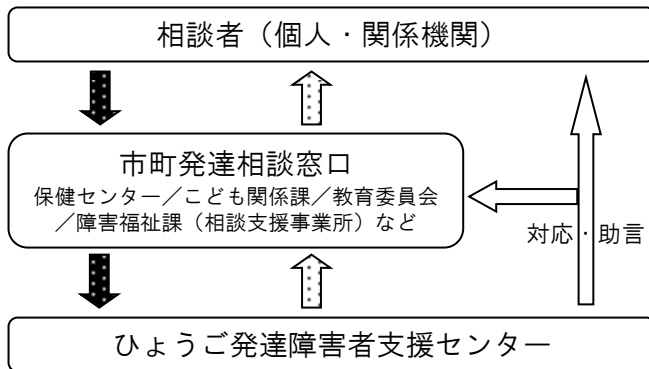 相談者（個人・関係機関）
市町発達相談窓口
保健センター／こども関係課／教育委員会
／障害福祉課（相談支援事業所）など
対応・助言
ひょうご発達障害者支援センター